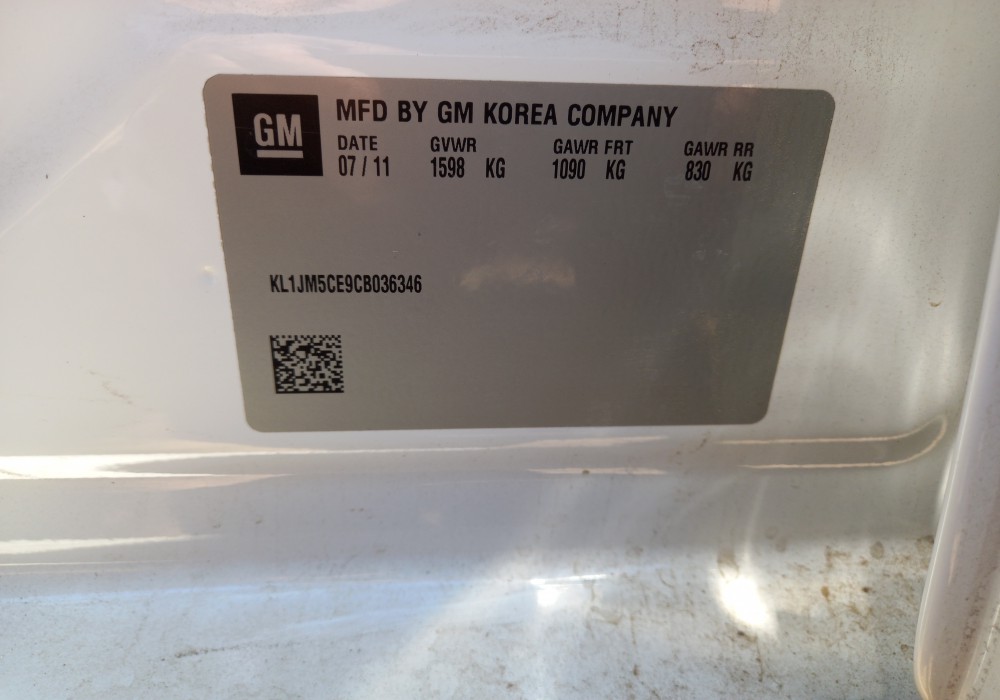 GM
MFD BY GM KOREA COMPANY
DATE GVWR GAWR FRT GAWR RR
07 / 11 1598 KG 1090 KG 830 KG
KL1JM5CE9CB036346